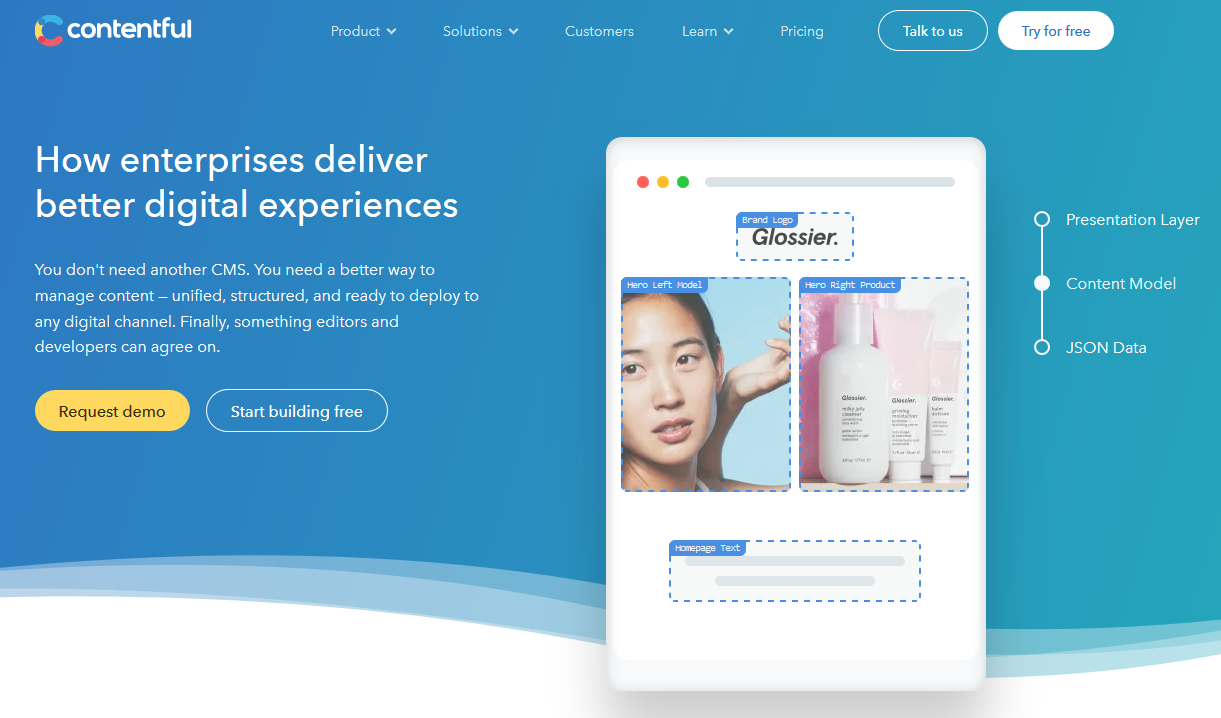 contentful
Product
Solutions
Customers
Learn
Pricing
Talk to us
Try for free
How enterprises deliver
better digital experiences
You don't need another CMS. You need a better way to
manage content – unified, structured, and ready to deploy to
any digital channel. Finally, something editors and
developers can agree on.
Request demo
Start building free
Brand Logo
Glossier.
Hero Left Model
Hero Right Product
Glossier.
milky jelly
cleanser
Glossier.
priming
moisturizer
Glossier.
balm
dotcom
Homepage Text
Presentation Layer
Content Model
JSON Data